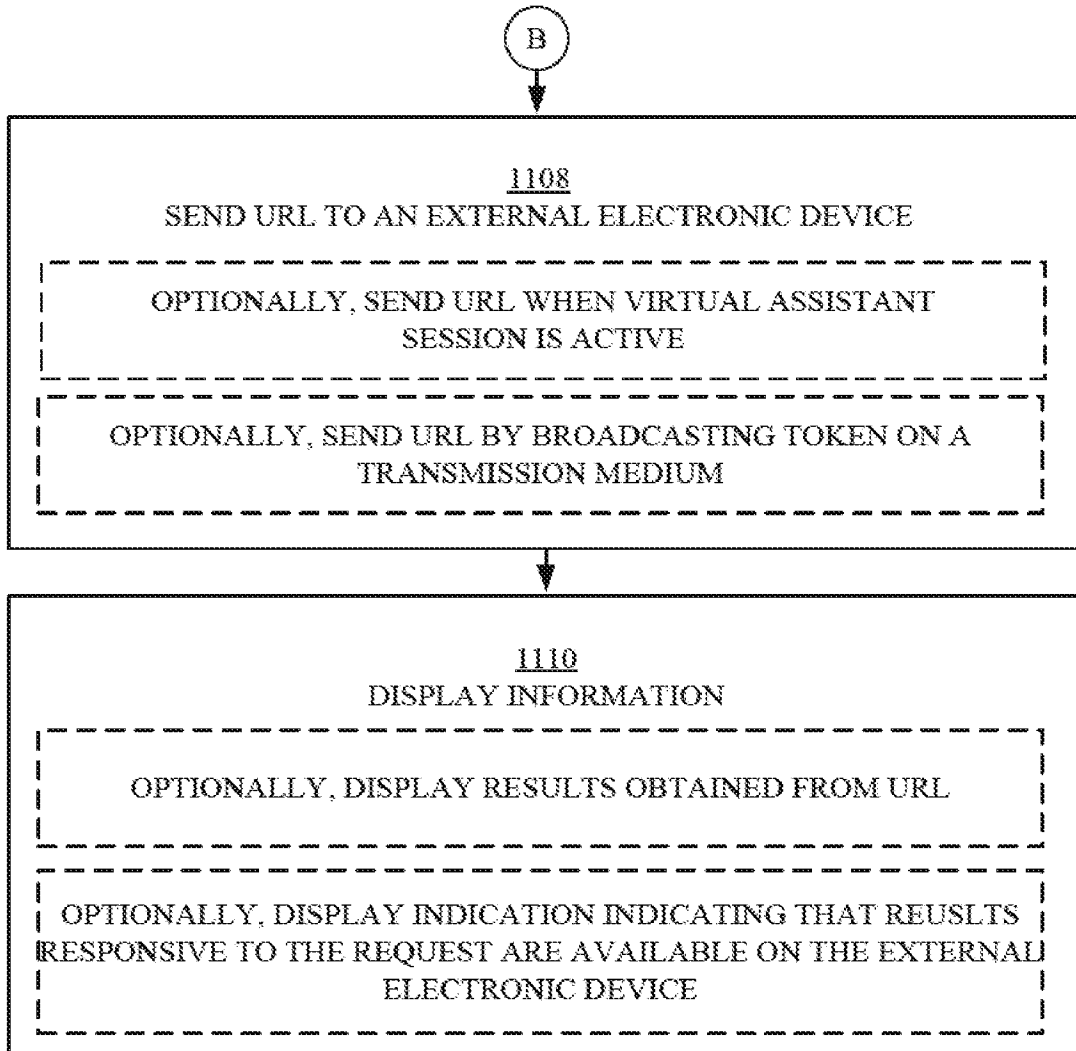 B
1108
SEND URL TO AN EXTERNAL ELECTRONIC DEVICE
OPTIONALLY, SEND URL WHEN VIRTUAL ASSISTANT
SESSION IS ACTIVE
OPTIONALLY, SEND URL BY BROADCASTING TOKEN ON A
TRANSMISSION MEDIUM
1110
DISPLAY INFORMATION
OPTIONALLY, DISPLAY RESULTS OBTAINED FROM URL
OPTIONALLY, DISPLAY INDICATION INDICATING THAT REUSLTS
RESPONSIVE TO THE REQUEST ARE AVAILABLE ON THE EXTERNAL
ELECTRONIC DEVICE